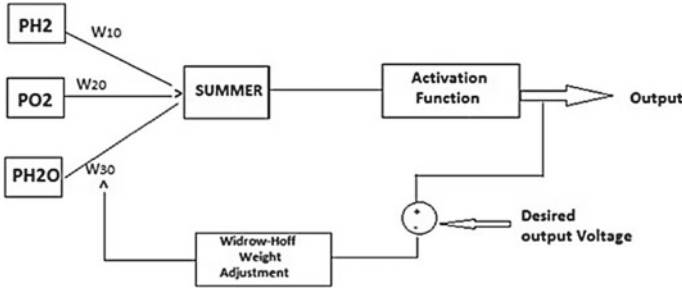 PH2
W10
PO2
W20
PH2O
W30
SUMMER
Activation
Function
Output
+
-
Desired
output Voltage
Widrow-Hoff
Weight
Adjustment